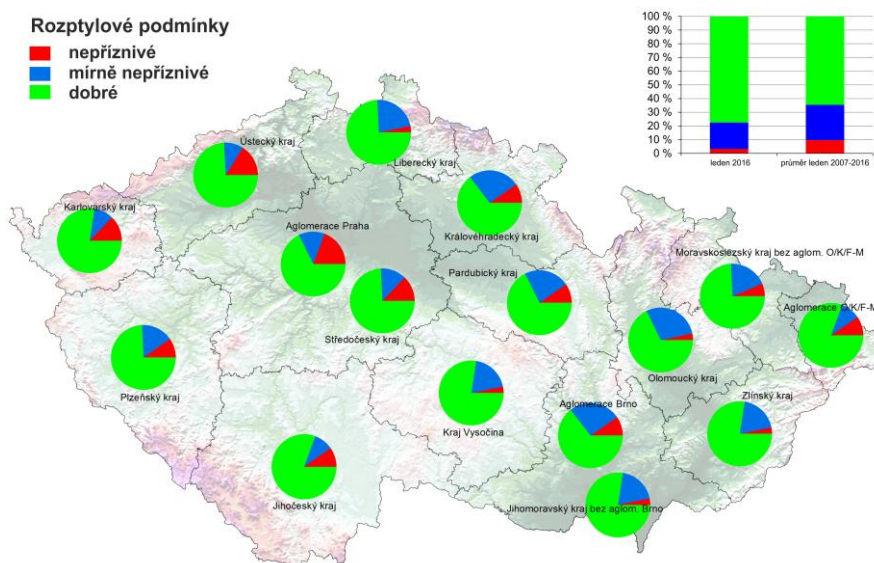 Rozptylové podmínky
nepříznivé
mírně nepříznivé
dobré
100 %
90 %
80 %
70 %
60 %
50 %
40 %
30 %
20 %
10 %
0 %
leden 2016
průměr leden 2007-2016
Ústecký kraj
Liberecký kraj
Karlovarský kraj
Aglomerace Praha
Královéhradecký kraj
Moravskoslezský kraj bez aglom. O/K/F-M
Pardubický kraj
Aglomerace O/K/F-M
Středočeský kraj
Olomoucký kraj
Plzeňský kraj
Zlínský kraj
Aglomerace Brno
Kraj Vysočina
Jihočeský kraj
Jihomoravský kraj bez aglom. Brno